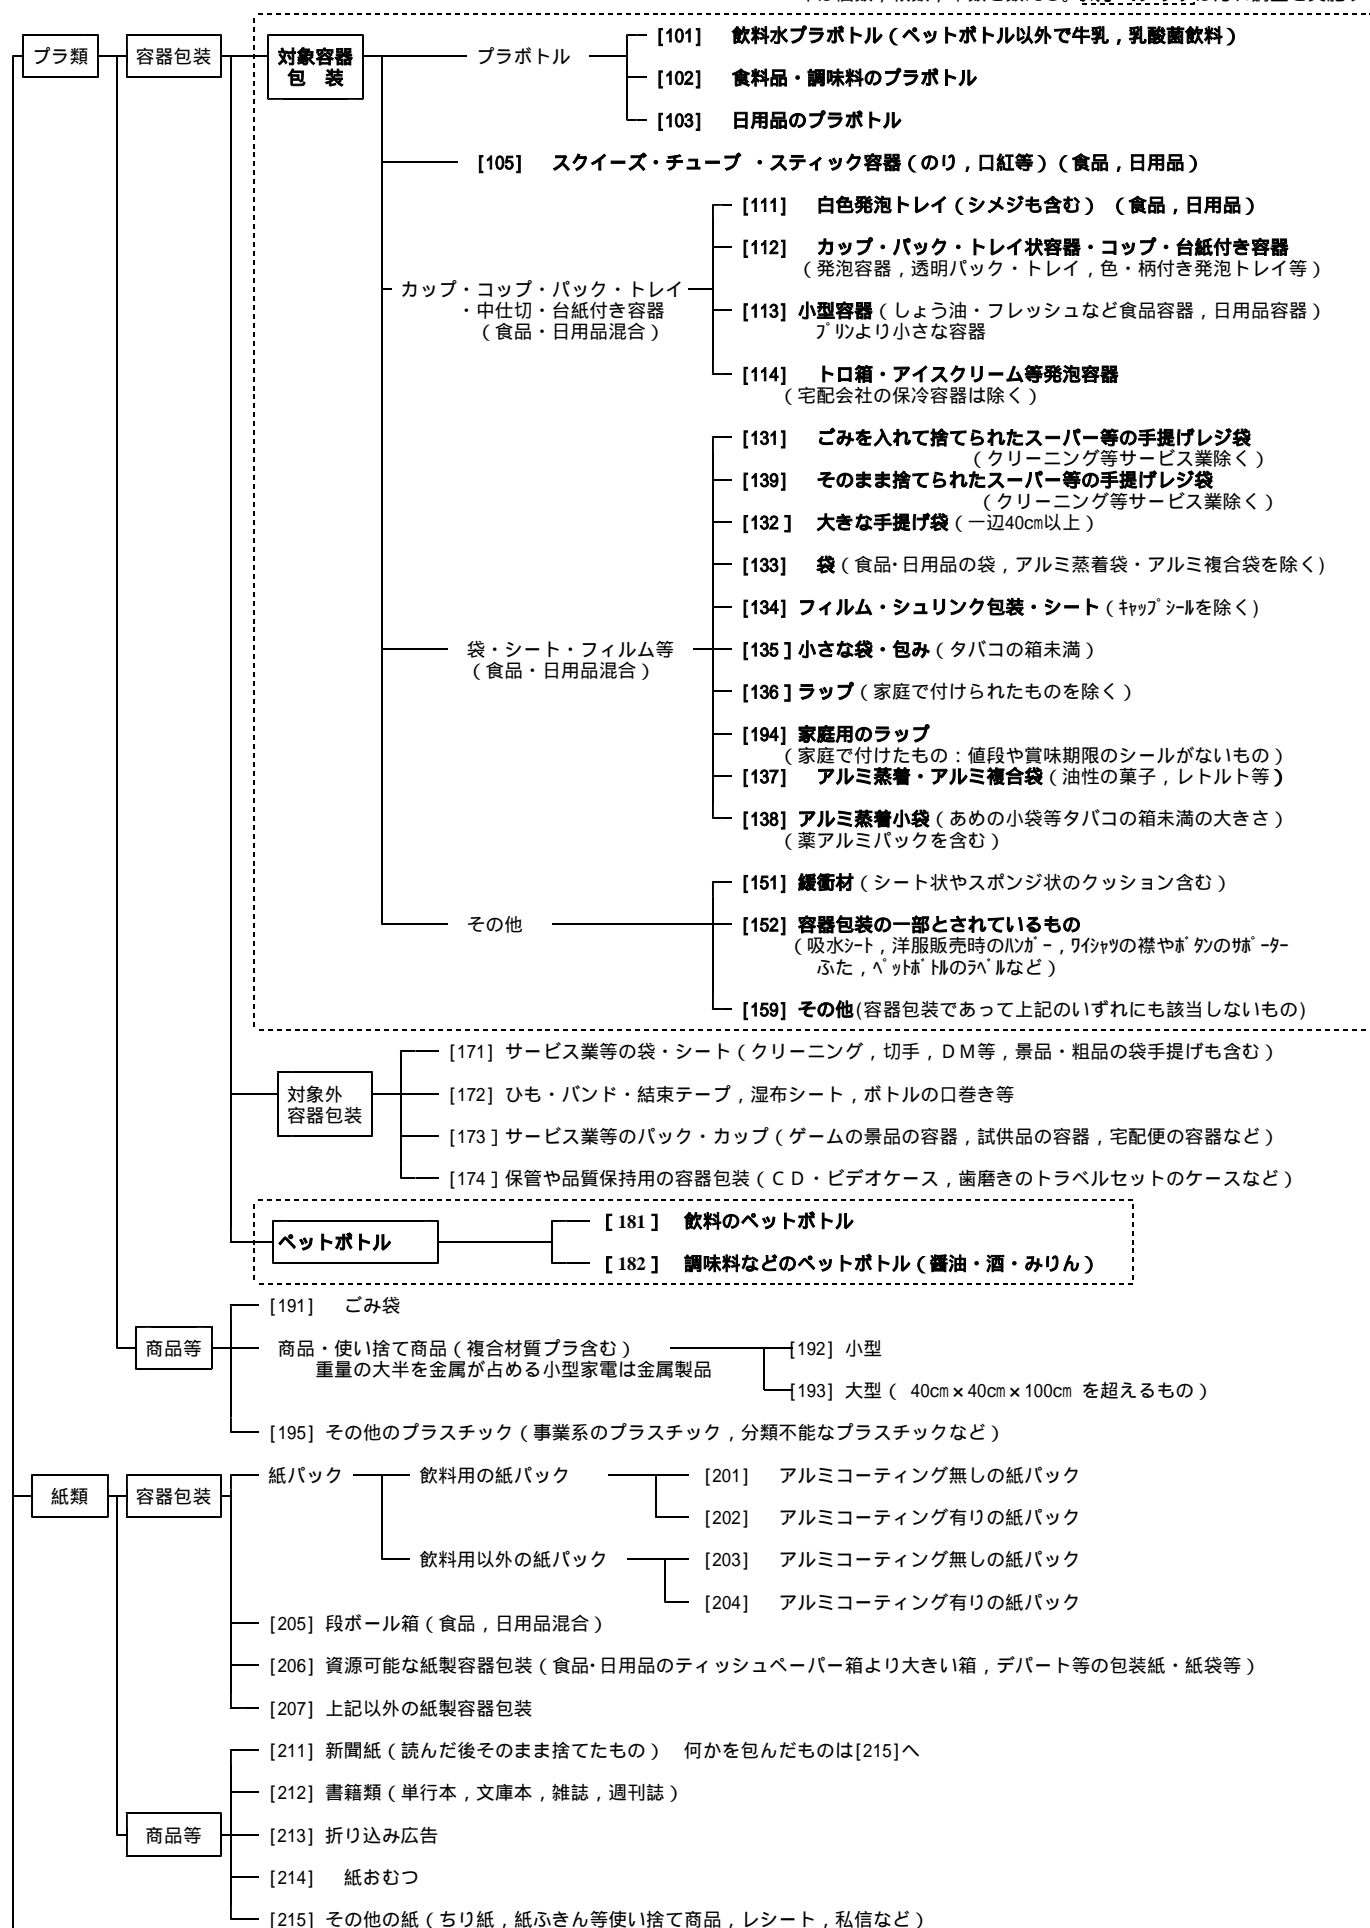 プラ類
容器包装
対象容器
包 装
プラボトル
[101] 飲料水プラボトル（ペットボトル以外で牛乳，乳酸菌飲料）
[102] 食料品・調味料のプラボトル
[103] 日用品のプラボトル
[105] スクイーズ・チューブ ・スティック容器（のり，口紅等）（食品，日用品）
カップ・コップ・パック・トレイ
・中仕切・台紙付き容器
（食品・日用品混合）
[111] 白色発泡トレイ（シメジも含む）（食品，日用品）
[112] カップ・パック・トレイ状容器・コップ・台紙付き容器
（発泡容器，透明パック・トレイ，色・柄付き発泡トレイ等）
[113] 小型容器（しょう油・フレッシュなど食品容器，日用品容器）
ﾌﾟﾘﾝより小さな容器
[114] トロ箱・アイスクリーム等発泡容器
（宅配会社の保冷容器は除く）
袋・シート・フィルム等
（食品・日用品混合）
[131] ごみを入れて捨てられたスーパー等の手提げレジ袋
（クリーニング等サービス業除く）
[139] そのまま捨てられたスーパー等の手提げレジ袋
（クリーニング等サービス業除く）
[132］ 大きな手提げ袋（一辺40㎝以上）
[133] 袋（食品･日用品の袋，アルミ蒸着袋・アルミ複合袋を除く)
[134] フィルム・シュリンク包装・シート（ｷｬｯﾌﾟｼｰﾙを除く)
[135］小さな袋・包み（タバコの箱未満）
[136］ラップ（家庭で付けられたものを除く）
[194] 家庭用のラップ
（家庭で付けたもの：値段や賞味期限のシールがないもの）
[137] アルミ蒸着・アルミ複合袋（油性の菓子，レトルト等）
[138] アルミ蒸着小袋（あめの小袋等タバコの箱未満の大きさ）
（薬アルミパックを含む）
その他
[151] 緩衝材（シート状やスポンジ状のクッション含む）
[152] 容器包装の一部とされているもの
（吸水ｼｰﾄ，洋服販売時のﾊﾝｶﾞｰ，ﾜｲｼｬﾂの襟やﾎﾞﾀﾝのｻﾎﾟｰﾀｰ
ふた，ﾍﾟｯﾄﾎﾞﾄﾙのﾗﾍﾞﾙなど）
[159] その他(容器包装であって上記のいずれにも該当しないもの)
対象外
容器包装
[171] サービス業等の袋・シート（クリーニング，切手，ＤＭ等，景品・粗品の袋手提げも含む）
[172] ひも・バンド・結束テープ，湿布シート，ボトルの口巻き等
[173］サービス業等のパック・カップ（ゲームの景品の容器，試供品の容器，宅配便の容器など）
[174］保管や品質保持用の容器包装（ＣＤ・ビデオケース，歯磨きのトラベルセットのケースなど）
ペットボトル
［181］ 飲料のペットボトル
［182］ 調味料などのペットボトル（醤油・酒・みりん）
商品等
[191] ごみ袋
商品・使い捨て商品（複合材質プラ含む）
重量の大半を金属が占める小型家電は金属製品
[192] 小型
[193] 大型（ 40㎝×40㎝×100㎝ を超えるもの）
[195] その他のプラスチック（事業系のプラスチック，分類不能なプラスチックなど）
紙類
容器包装
紙パック
飲料用の紙パック
[201] アルミコーティング無しの紙パック
[202] アルミコーティング有りの紙パック
飲料用以外の紙パック
[203] アルミコーティング無しの紙パック
[204] アルミコーティング有りの紙パック
[205] 段ボール箱（食品，日用品混合）
[206] 資源可能な紙製容器包装（食品･日用品のティッシュペーパー箱より大きい箱，デパート等の包装紙・紙袋等）
[207] 上記以外の紙製容器包装
商品等
[211] 新聞紙（読んだ後そのまま捨てたもの） 何かを包んだものは[215]へ
[212] 書籍類（単行本，文庫本，雑誌，週刊誌）
[213] 折り込み広告
[214] 紙おむつ
[215] その他の紙（ちり紙，紙ふきん等使い捨て商品，レシート，私信など）